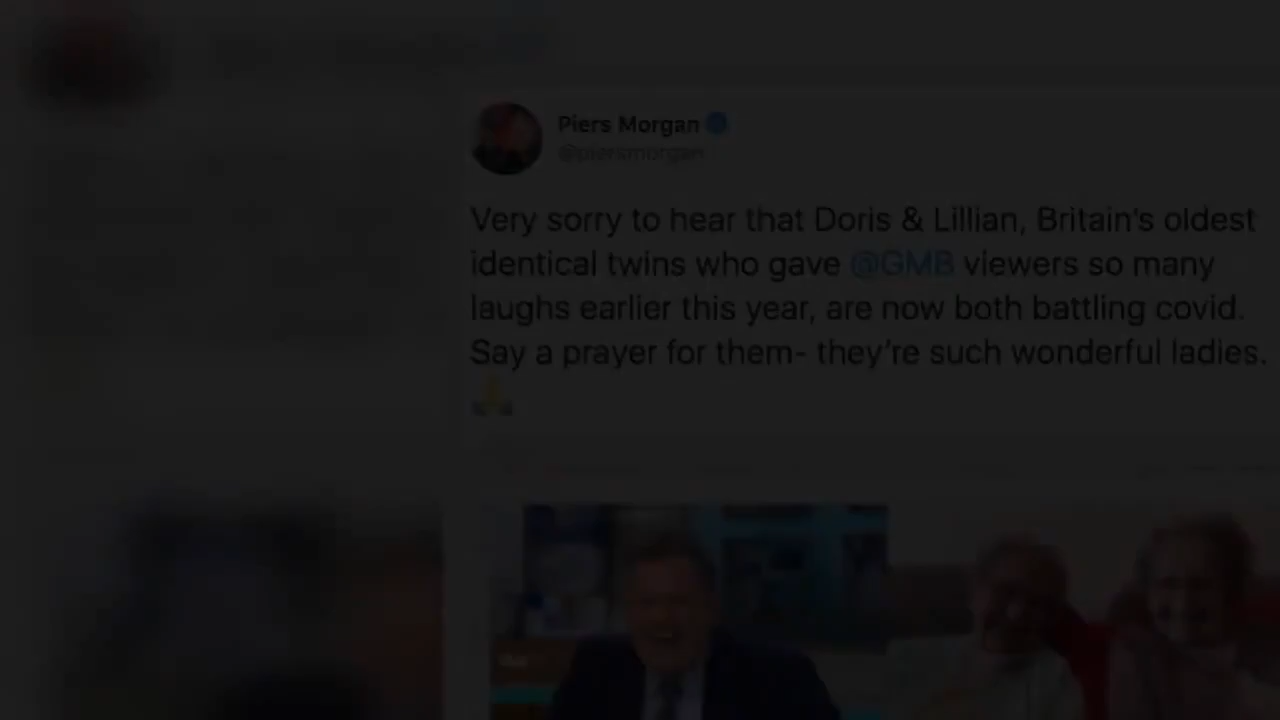 Piers Morgan
@piersmorgan
Very sorry to hear that Doris & Lillian, Britain's oldest
identical twins who gave @GMB viewers so many
laughs earlier this year, are now both battling covid.
Say a prayer for them- they're such wonderful ladies.
🙏